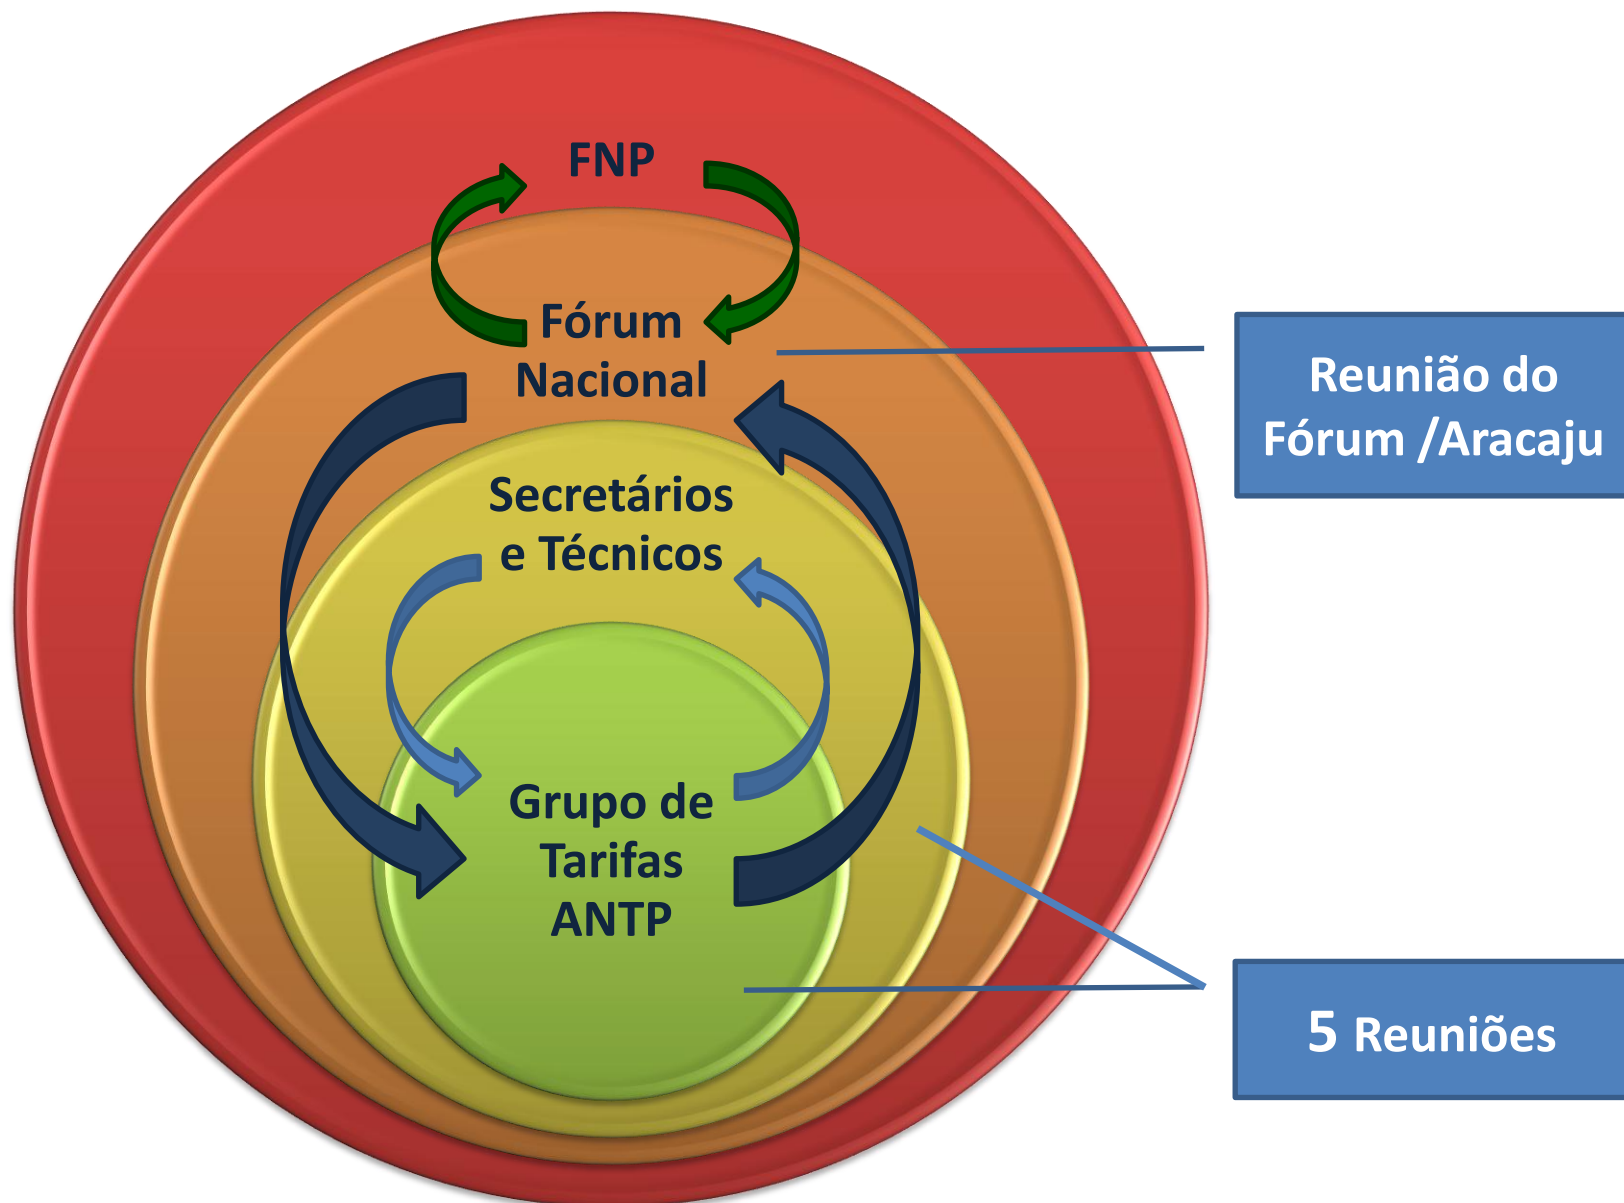 FNP
Fórum
Nacional
Secretários
e Técnicos
Grupo de
Tarifas
ANTP
Reunião do
Fórum /Aracaju
5 Reuniões